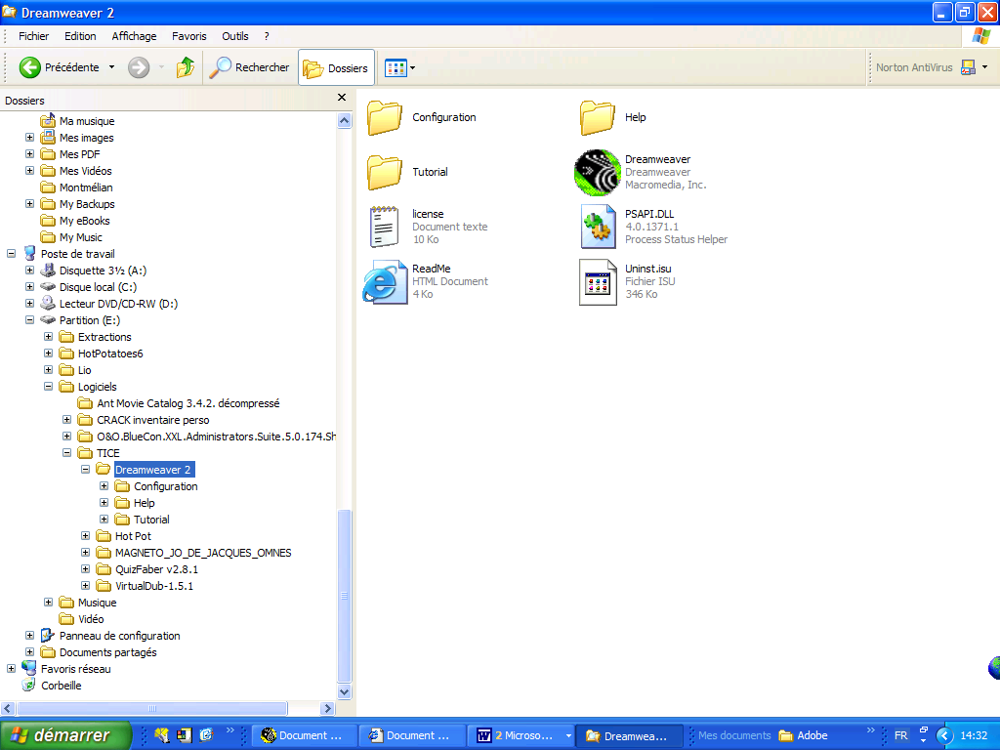 Dreamweaver 2
Fichier Edition Affichage Favoris Outils ?
Précédente Rechercher Dossiers Norton AntiVirus
Dossiers
Ma musique
Mes images
Mes PDF
Mes Vidéos
Montmélian
My Backups
My eBooks
My Music
Poste de travail
Disquette 3½ (A:)
Disque local (C:)
Lecteur DVD/CD-RW (D:)
Partition (E:)
Extractions
HotPotatoes6
Lio
Logiciels
Ant Movie Catalog 3.4.2. décompressé
CRACK inventaire perso
O&O.BlueCon.XXL.Administrators.Suite.5.0.174.Sh
TICE
Dreamweaver 2
Configuration
Help
Tutorial
Hot Pot
MAGNETO_JO_DE_JACQUES_OMNES
QuizFaber v2.8.1
VirtualDub-1.5.1
Musique
Vidéo
Panneau de configuration
Documents partagés
Favoris réseau
Corbeille
Configuration
Help
Tutorial
Dreamweaver
Dreamweaver
Macromedia, Inc.
license
Document texte
10 Ko
PSAPI.DLL
4.0.1371.1
Process Status Helper
ReadMe
HTML Document
4 Ko
Uninst.isu
Fichier ISU
346 Ko
démarrer » Document ... Document ... 2 Microso... Dreamwea... Mes documents Adobe » FR 14:32